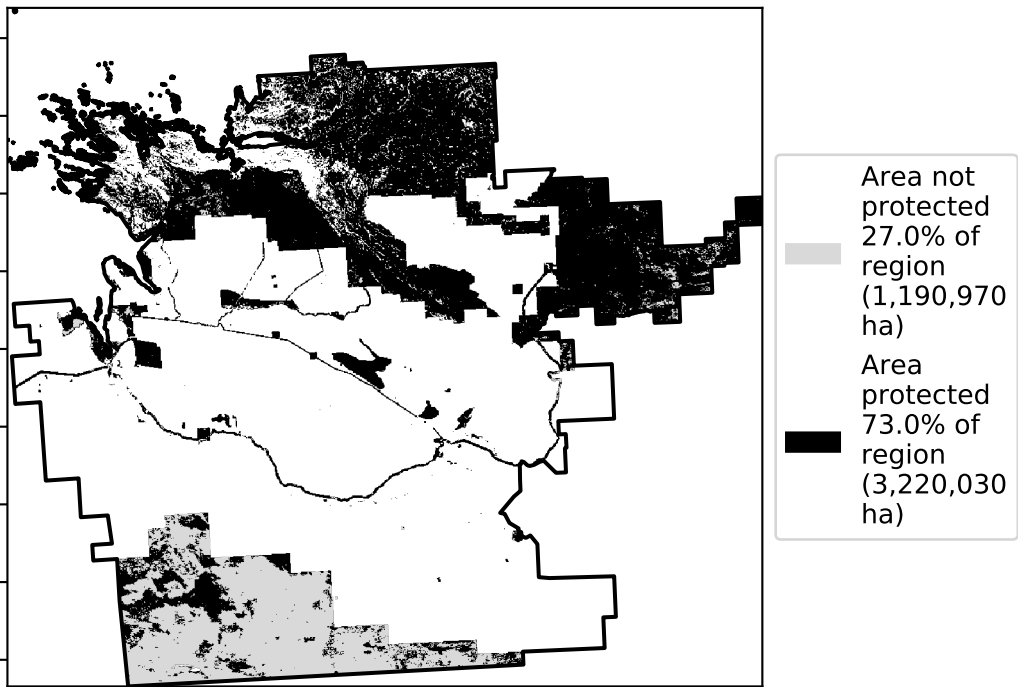 Area not
protected
27.0% of
region
(1,190,970
ha)
Area
protected
73.0% of
region
(3,220,030
ha)